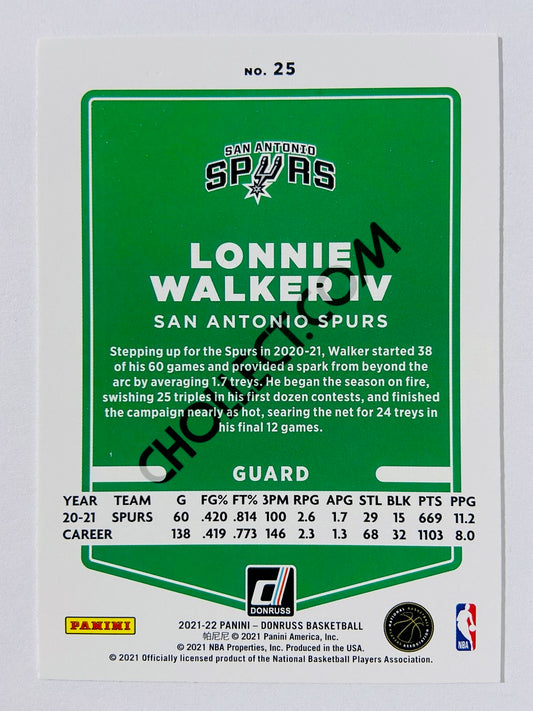 NO. 25
SAN ANTONIO
SPURS
LONNIE
WALKER IV
SAN ANTONIO SPURS
Stepping up for the Spurs in 2020-21, Walker started 38
of his 60 games and provided a spark from beyond the
arc by averaging 1.7 treys. He began the season on fire,
swishing 25 triples in his first dozen contests, and finished
the campaign nearly as hot, searing the net for 24 treys in
his final 12 games.
CHOLLECT.COM
GUARD
YEAR TEAM G FG% FT% 3PM RPG APG STL BLK PTS PPG
20-21 SPURS 60 .420 .814 100 2.6 1.7 29 15 669 11.2
CAREER 138 .419 .773 146 2.3 1.3 68 32 1103 8.0
DONRUSS
PANINI
2021-22 PANINI – DONRUSS BASKETBALL
帕尼尼 © 2021 Panini America, Inc.
© 2021 NBA Properties, Inc. Produced in the USA.
© 2021 Officially licensed product of the National Basketball Players Association.
NATIONAL BASKETBALL
PLAYERS ASSOCIATION
NBA